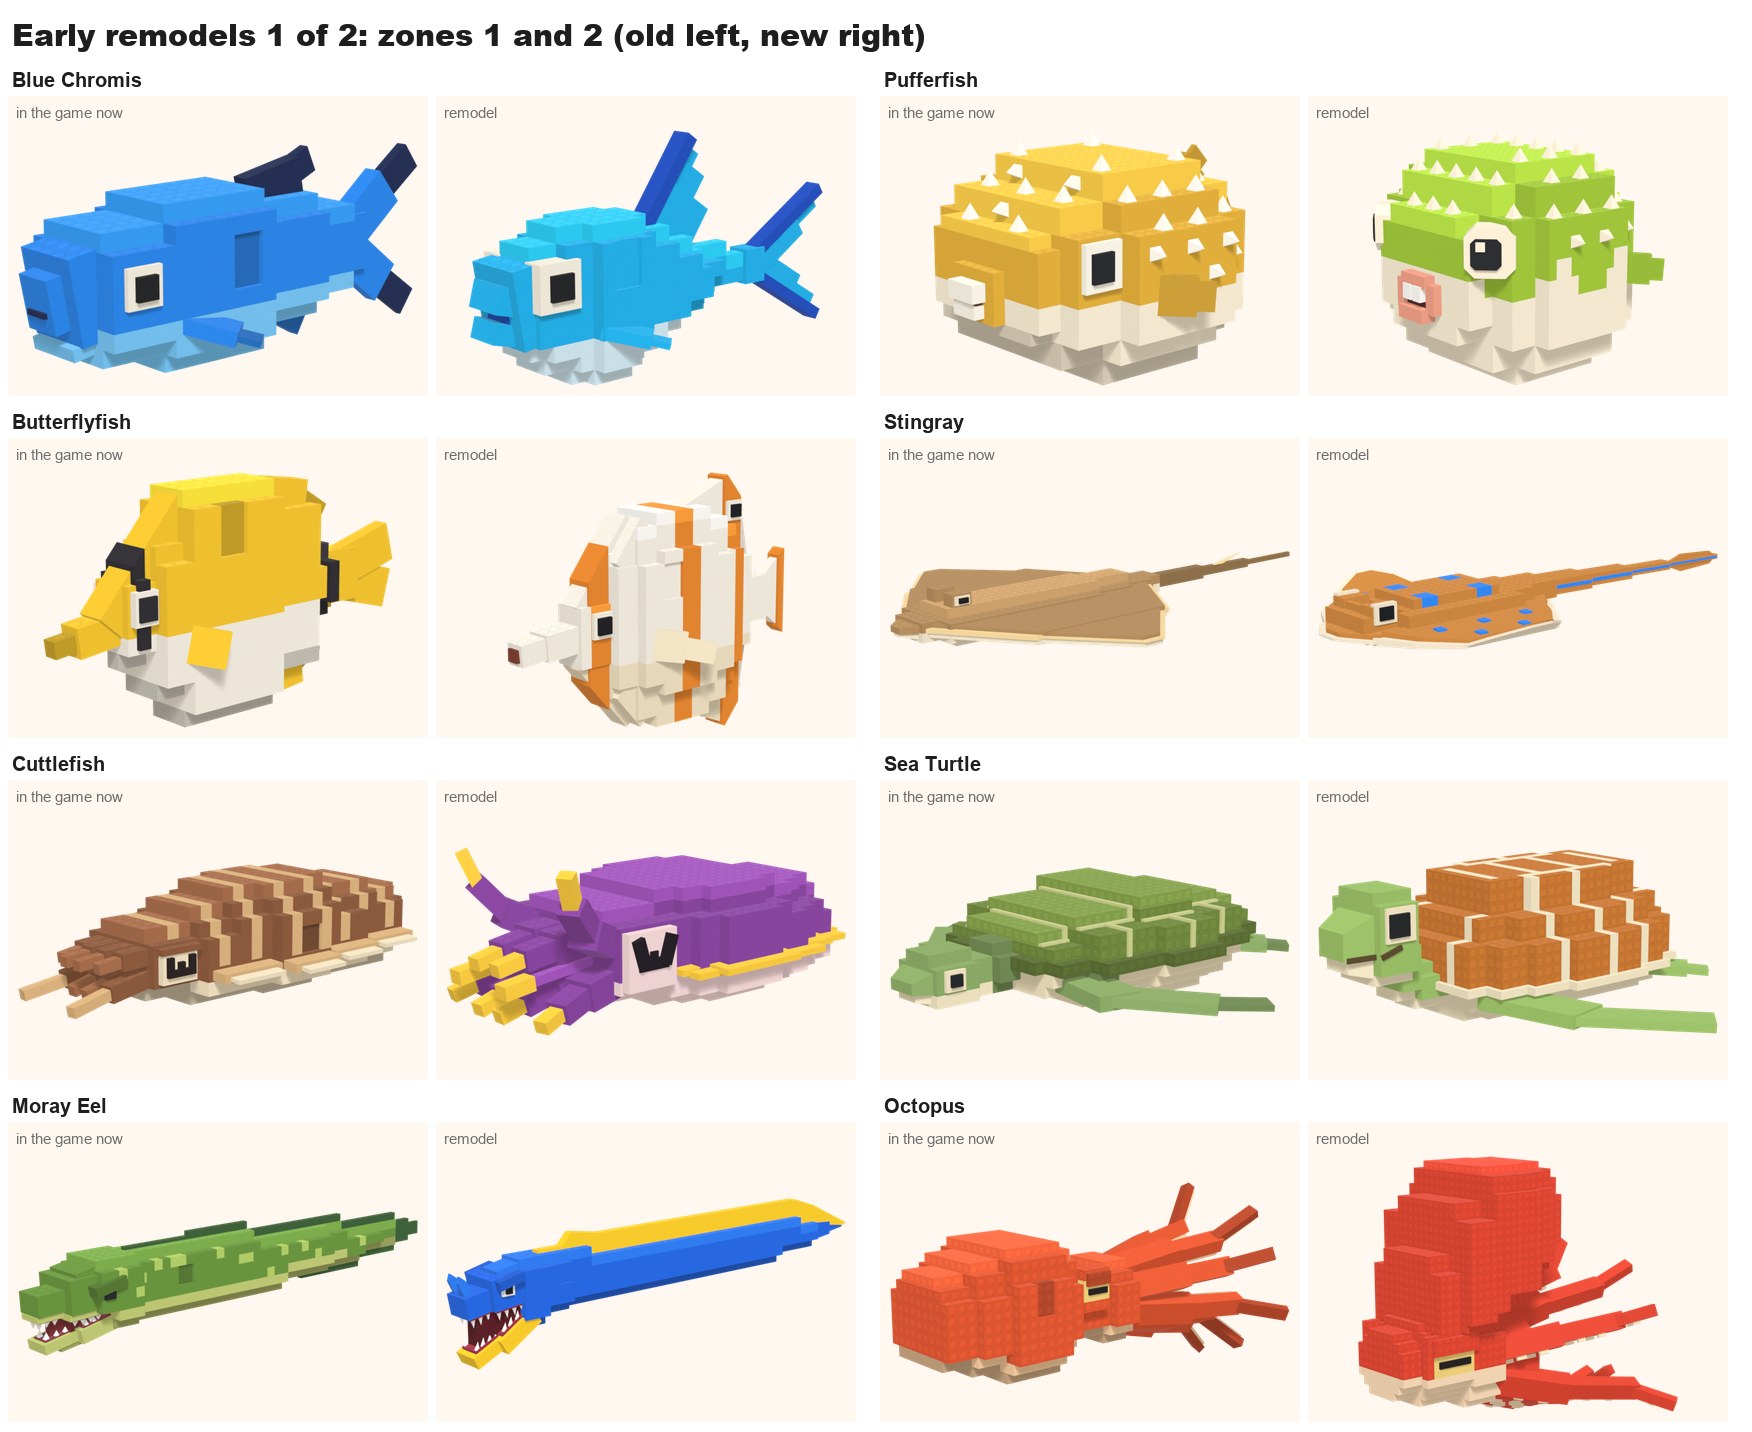 Early remodels 1 of 2: zones 1 and 2 (old left, new right)
Blue Chromis
in the game now
remodel
Pufferfish
in the game now
remodel
Butterflyfish
in the game now
remodel
Stingray
in the game now
remodel
Cuttlefish
in the game now
remodel
Sea Turtle
in the game now
remodel
Moray Eel
in the game now
remodel
Octopus
in the game now
remodel